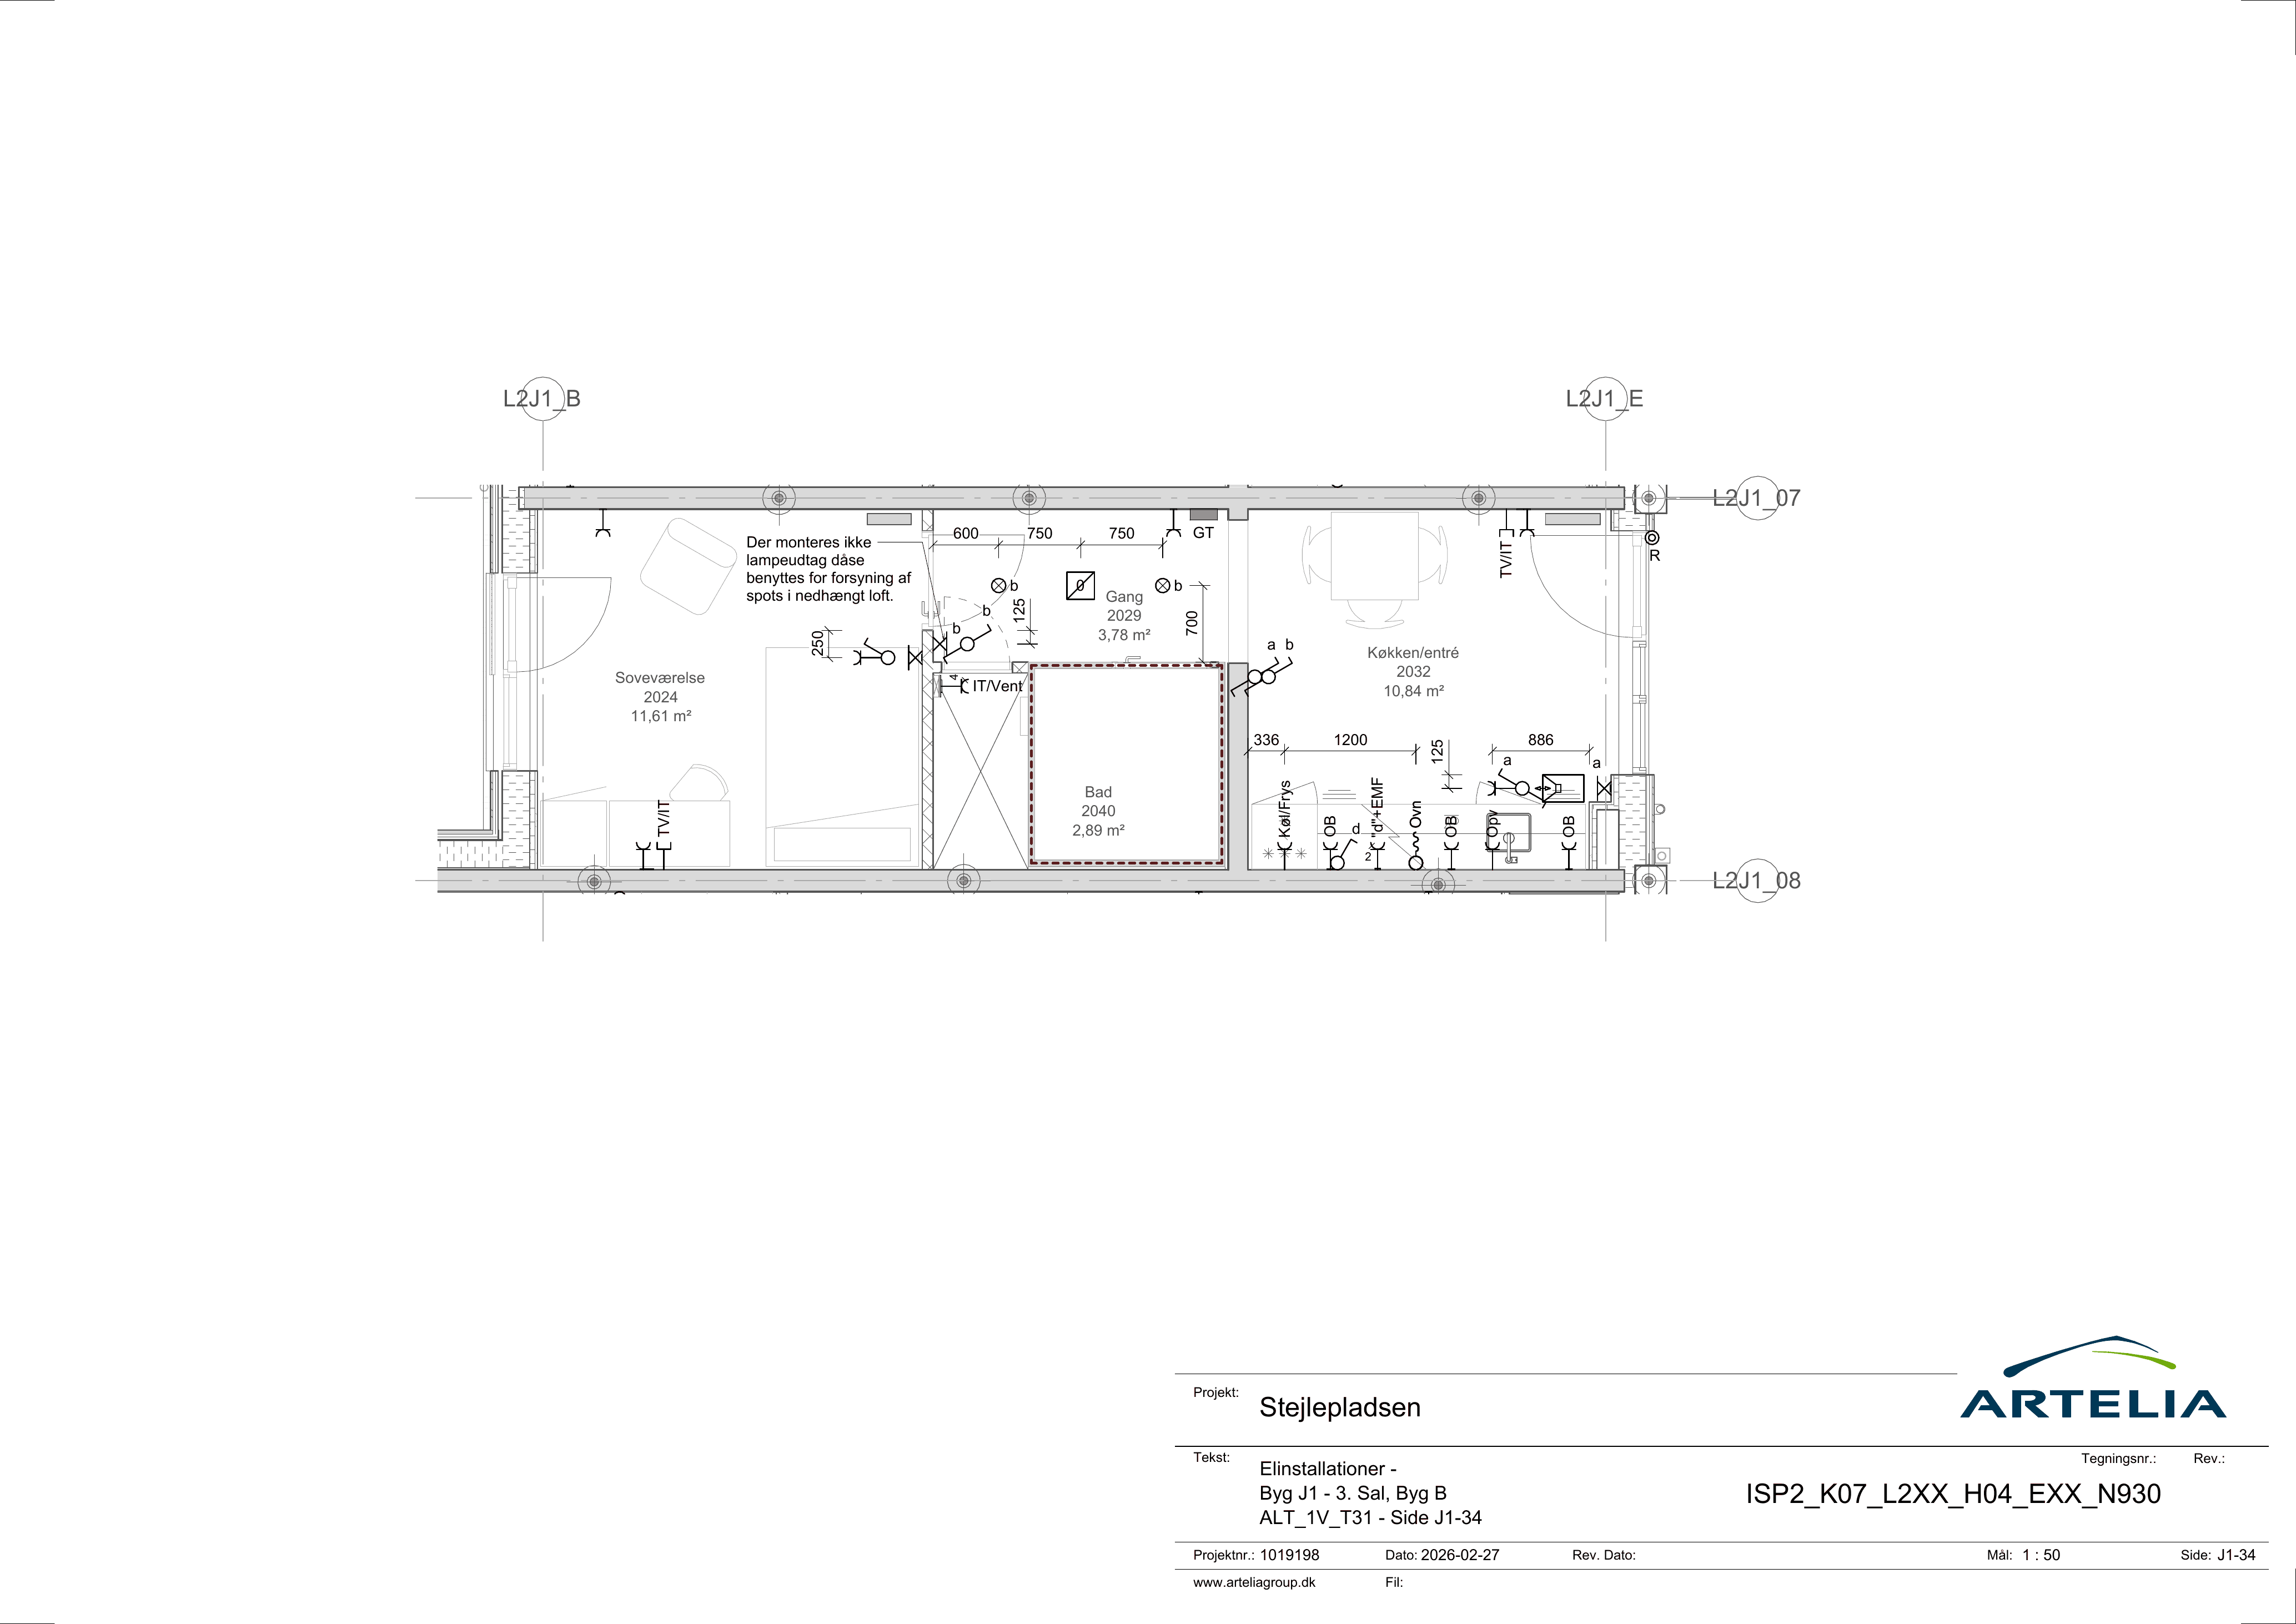 L2J1_B
L2J1_E
L2J1_07
Der monteres ikke
lampeudtag dåse
benyttes for forsyning af
spots i nedhængt loft.
600
750
750
GT
TV/IT
R
b
0
b
Gang
2029
3,78 m²
125
700
b
b
250
a b
Køkken/entré
2032
10,84 m²
Soveværelse
2024
11,61 m²
4
IT/Vent
336
1200
125
886
a
a
Bad
2040
2,89 m²
TV/IT
Køl/Frys
OB
d
2
"d"+EMF
Ovn
OB
Opv
OB
L2J1_08
Projekt:
Stejlepladsen
ARTELIA
Tekst:
Elinstallationer -
Byg J1 - 3. Sal, Byg B
ALT_1V_T31 - Side J1-34
Tegningsnr.:
Rev.:
ISP2_K07_L2XX_H04_EXX_N930
Projektnr.: 1019198
Dato: 2026-02-27
Rev. Dato:
Mål: 1 : 50
Side: J1-34
www.arteliagroup.dk
Fil: